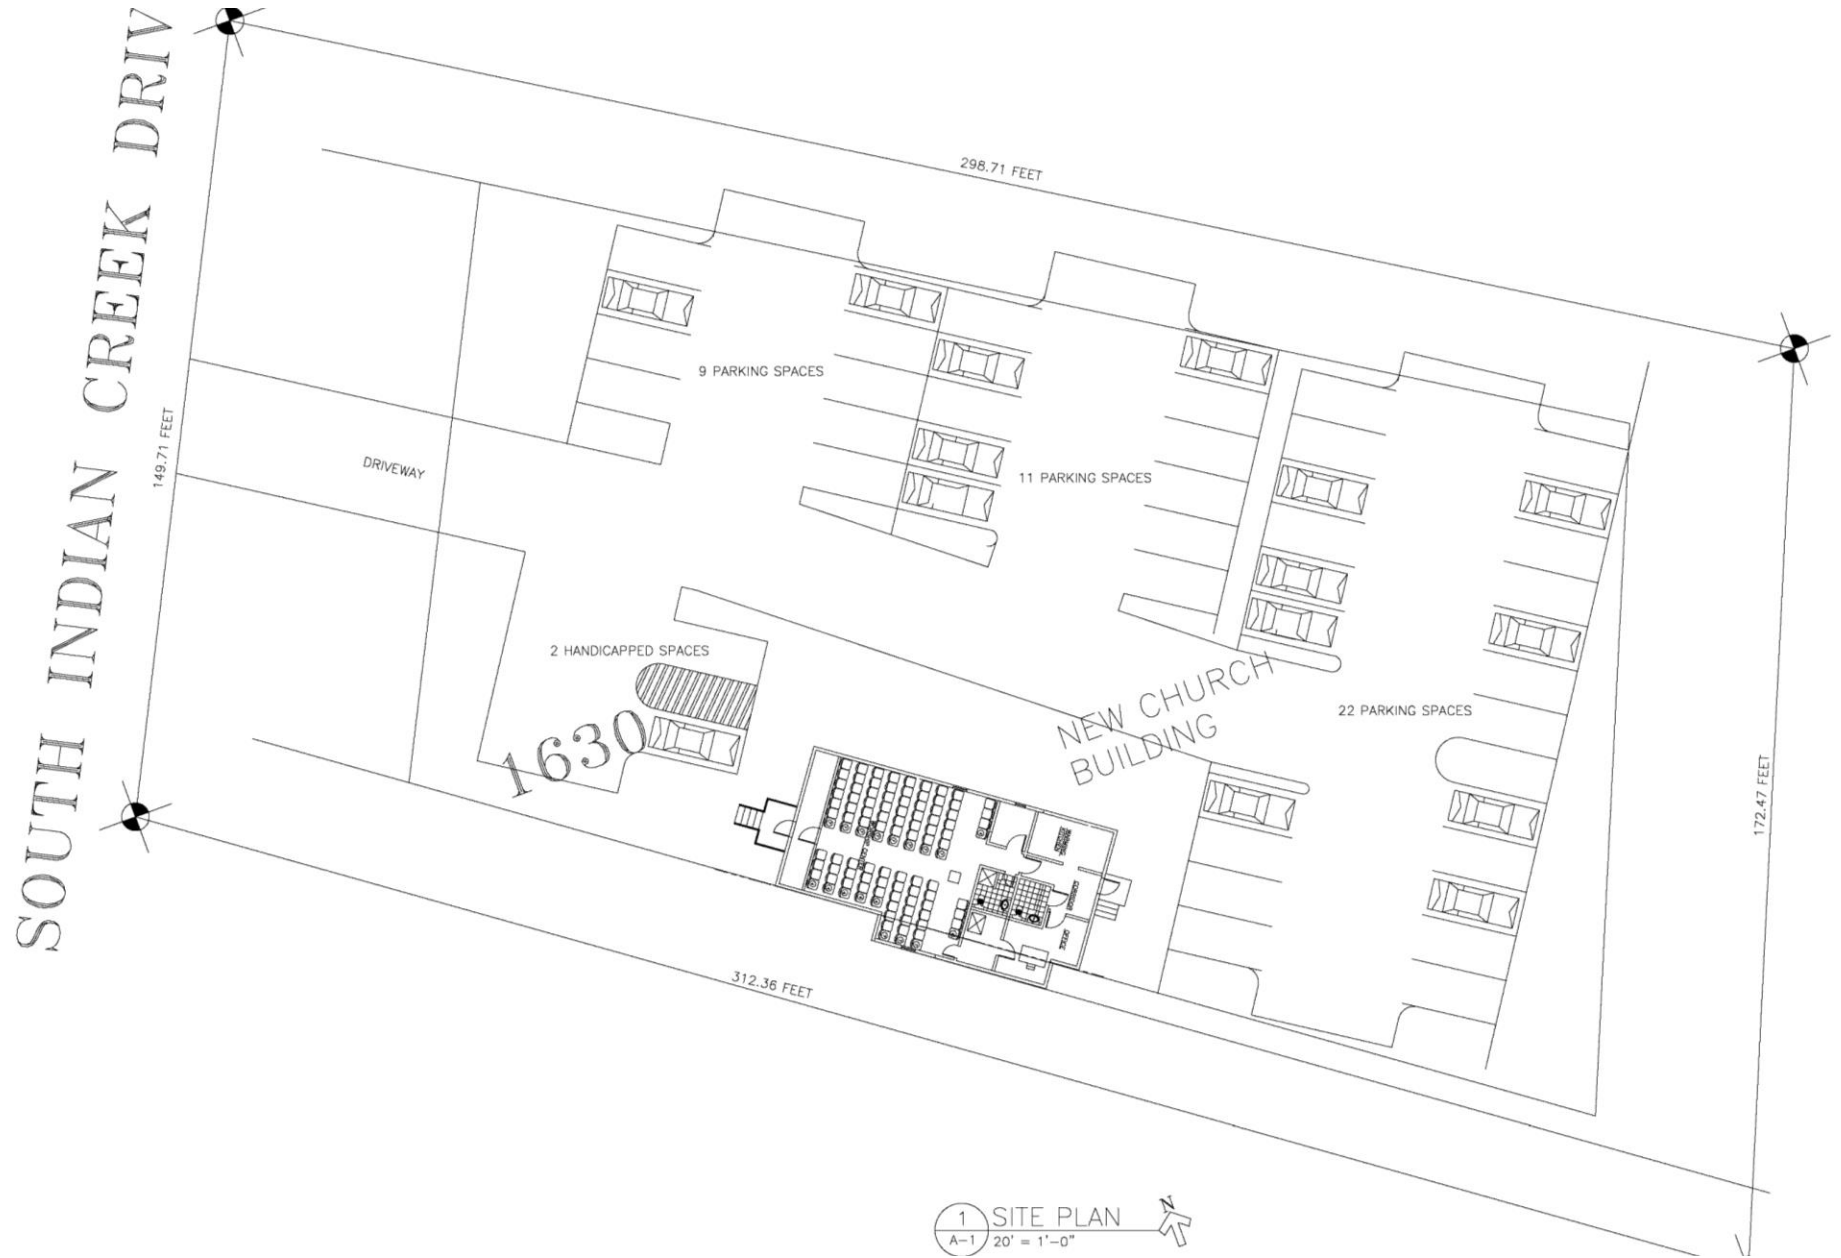 SOUTH INDIAN CREEK DRIV
298.71 FEET
9 PARKING SPACES
149.71 FEET
DRIVEWAY
11 PARKING SPACES
2 HANDICAPPED SPACES
1630
NEW CHURCH
BUILDING
22 PARKING SPACES
172.47 FEET
312.36 FEET
N
1 SITE PLAN
A-1 20' = 1'-0"